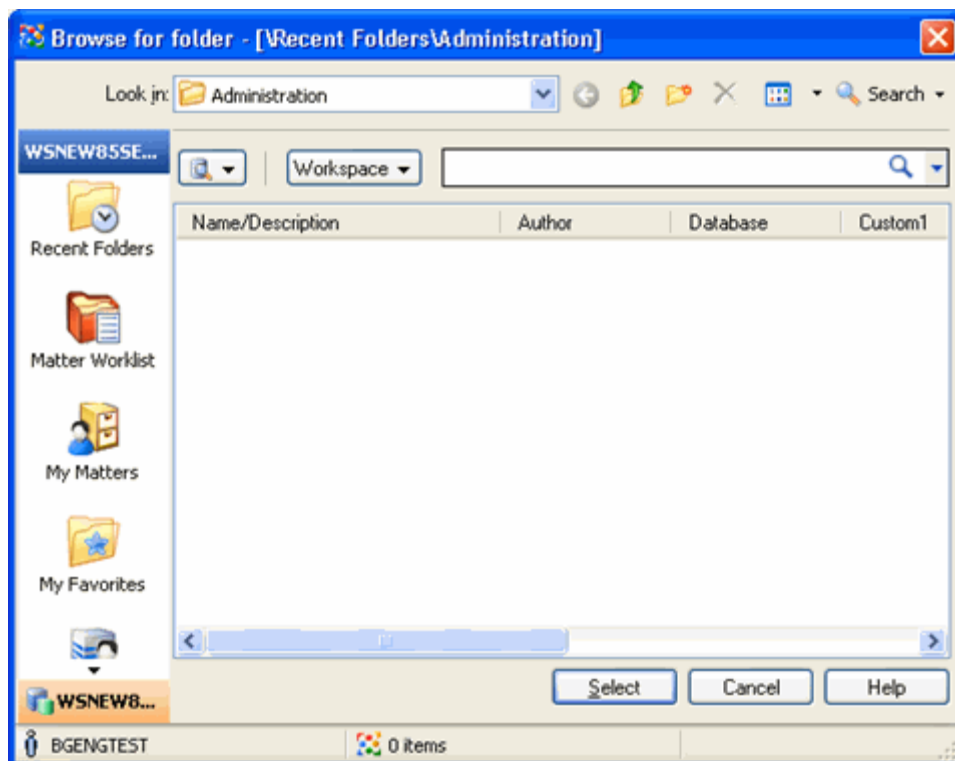 Browse for folder - [\Recent Folders\Administration]
Look in: Administration Search
WSNEW85SE...
Workspace
Name/Description Author Database Custom1
Recent Folders
Matter Worklist
My Matters
My Favorites
Select Cancel Help
WSNEW8...
BGENGTEST 0 items